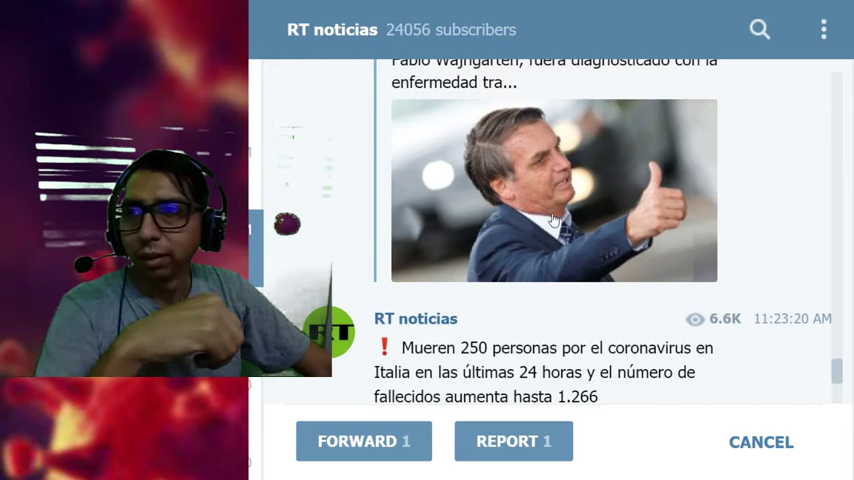 RT noticias 24056 subscribers
Fabio Wajngarten, fuera diagnosticado con la
enfermedad tra...
RT
RT noticias 6.6K 11:23:20 AM
❗ Mueren 250 personas por el coronavirus en
Italia en las últimas 24 horas y el número de
fallecidos aumenta hasta 1.266
FORWARD 1 REPORT 1 CANCEL